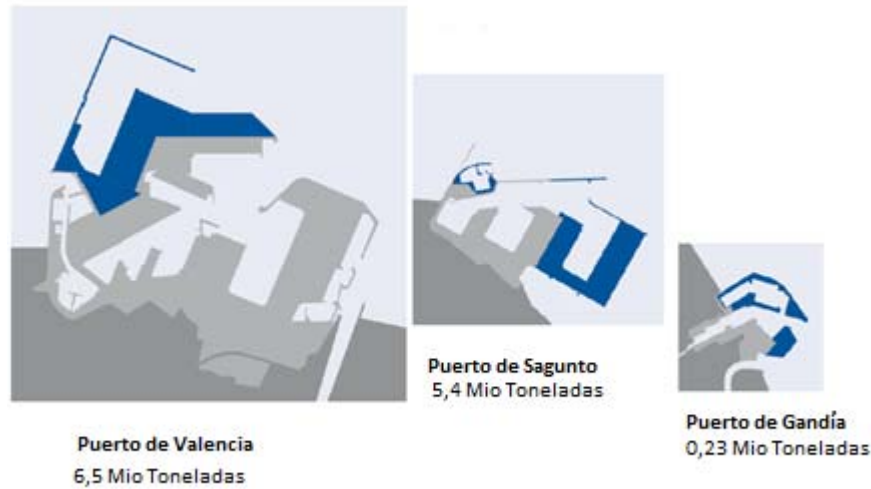 Puerto de Valencia
6,5 Mio Toneladas
Puerto de Sagunto
5,4 Mio Toneladas
Puerto de Gandía
0,23 Mio Toneladas